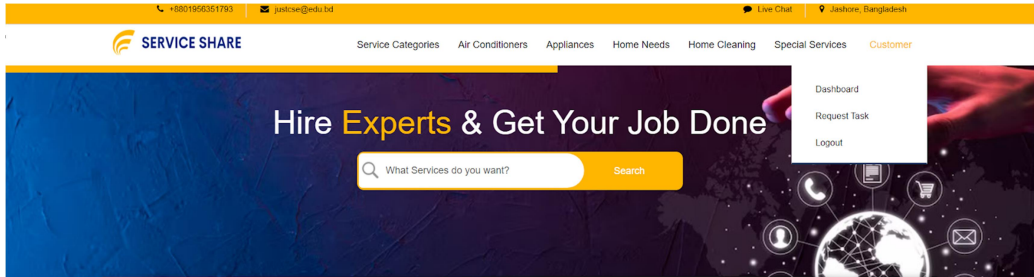 +8801956351793 justcse@edu.bd Live Chat Jashore, Bangladesh
SERVICE SHARE Service Categories Air Conditioners Appliances Home Needs Home Cleaning Special Services Customer
Dashboard
Request Task
Logout
Hire Experts & Get Your Job Done
What Services do you want? Search